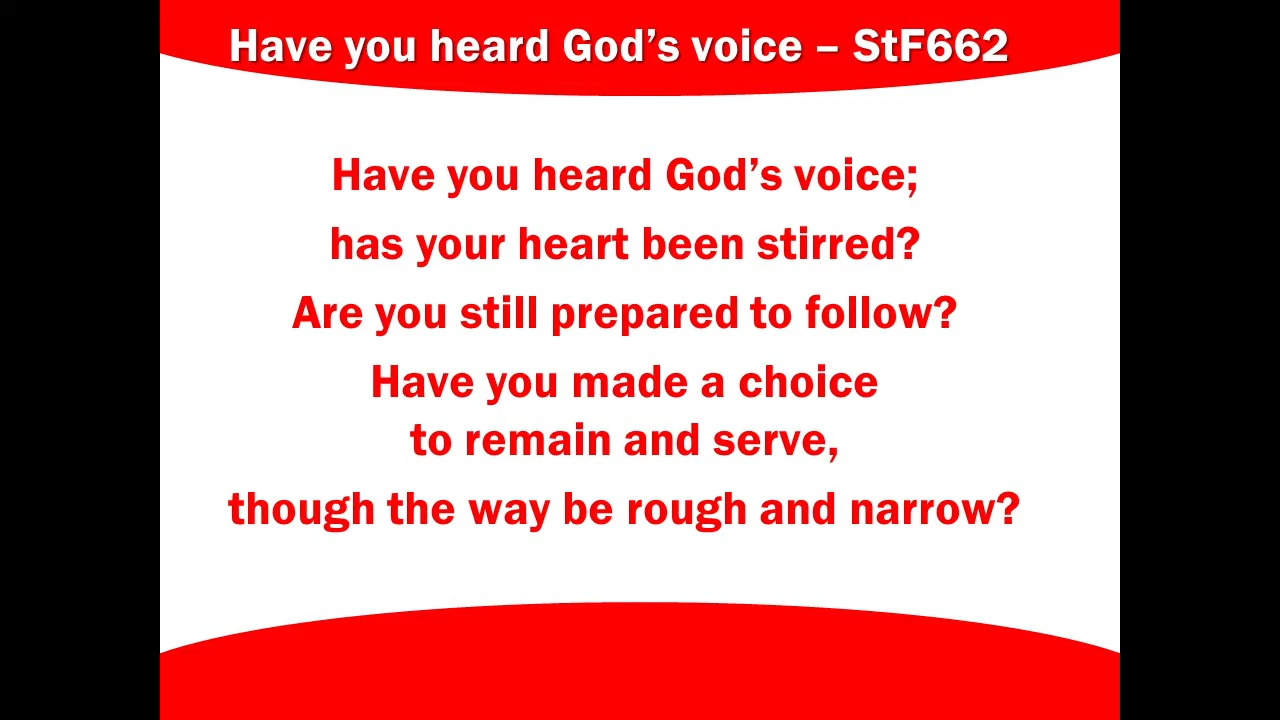 Have you heard God’s voice – StF662
Have you heard God’s voice;
has your heart been stirred?
Are you still prepared to follow?
Have you made a choice
to remain and serve,
though the way be rough and narrow?